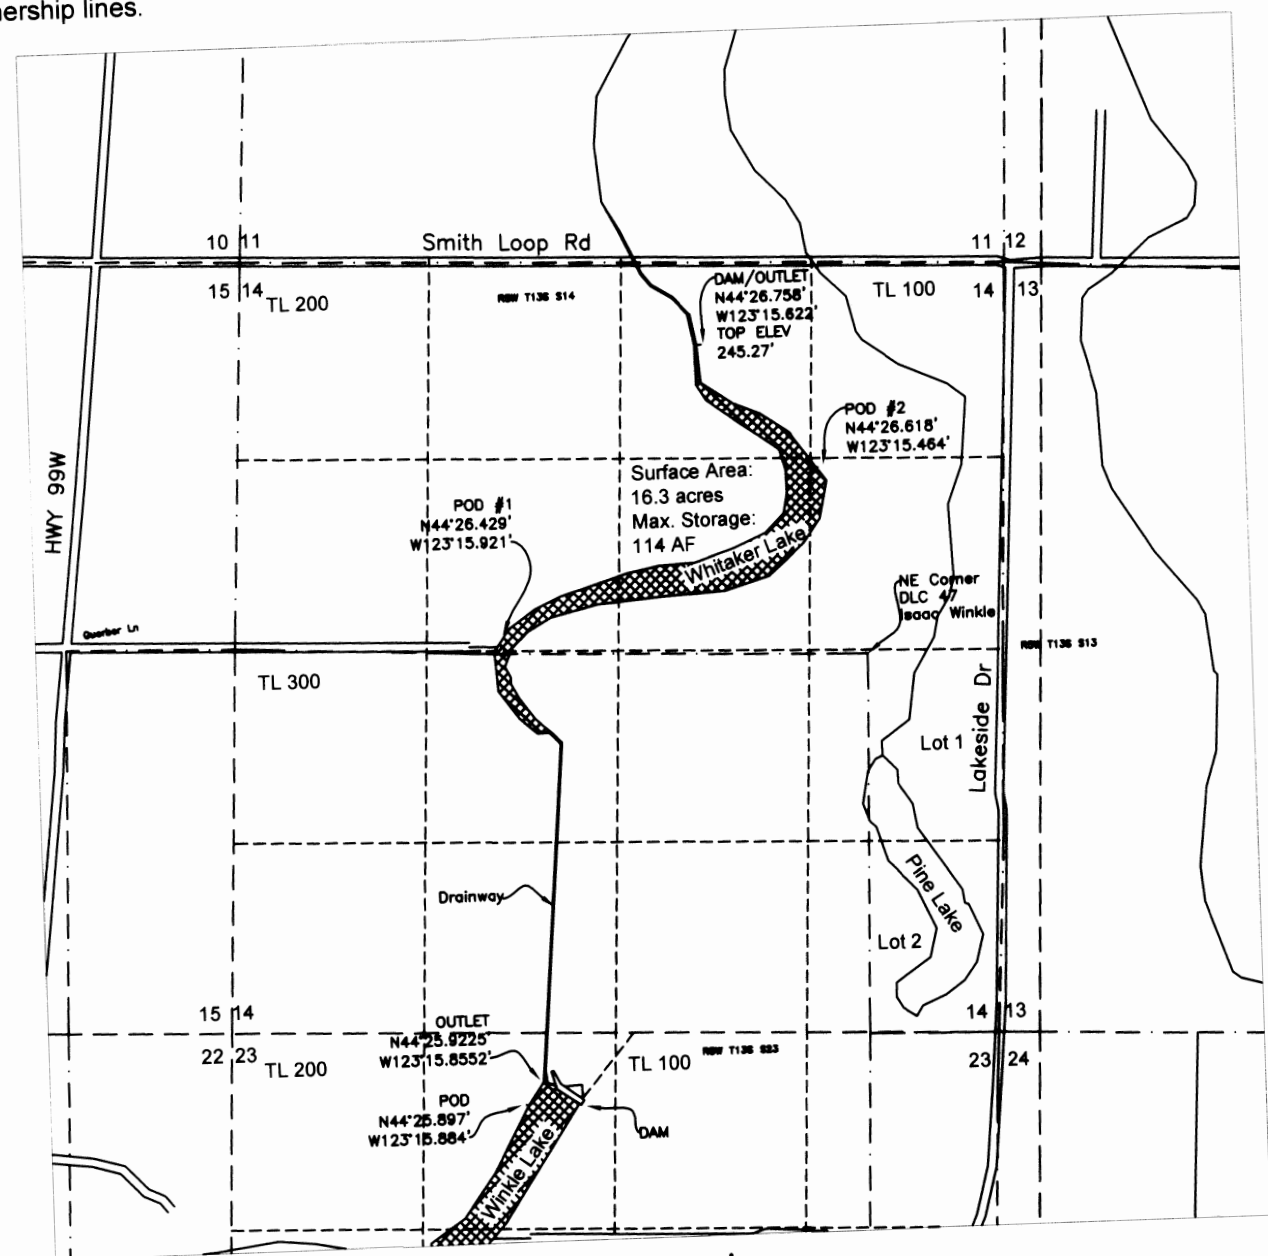 nership lines.
10 11
Smith Loop Rd
11 12
15 14
TL 200
R5W T13S S14
DAM/OUTLET
N44°26.758'
W123°15.622'
TOP ELEV
245.27'
TL 100
14 13
POD #2
N44°26.618'
W123°15.464'
HWY 99W
Surface Area:
16.3 acres
Max. Storage:
114 AF
POD #1
N44°26.429'
W123°15.921'
Whitaker Lake
NE Corner
DLC 47
Isaac Winkle
Quarber Ln
R5W T13S S13
TL 300
Lot 1
Lakeside Dr
Pine Lake
Drainway
Lot 2
15 14
14 13
OUTLET
N44°25.9225'
W123°15.8552'
22 23
TL 200
TL 100
R5W T13S S23
23 24
POD
N44°25.897'
W123°15.884'
DAM
Winkle Lake